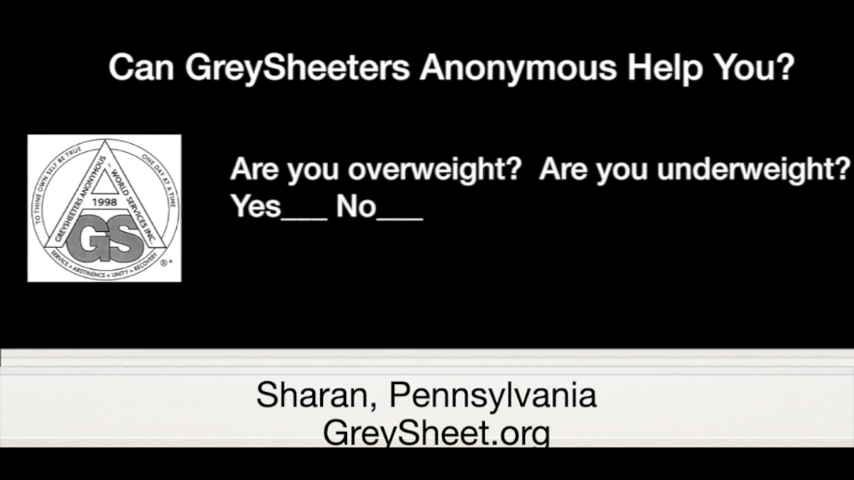 Can GreySheeters Anonymous Help You?
TO THINE OWN SELF BE TRUE
ONE DAY AT A TIME
GREYSHEETERS ANONYMOUS
WORLD SERVICES INC.
1998
GS
SERVICE • ABSTINENCE • UNITY • RECOVERY
®
Are you overweight?  Are you underweight?
Yes___ No___
Sharan, Pennsylvania
GreySheet.org